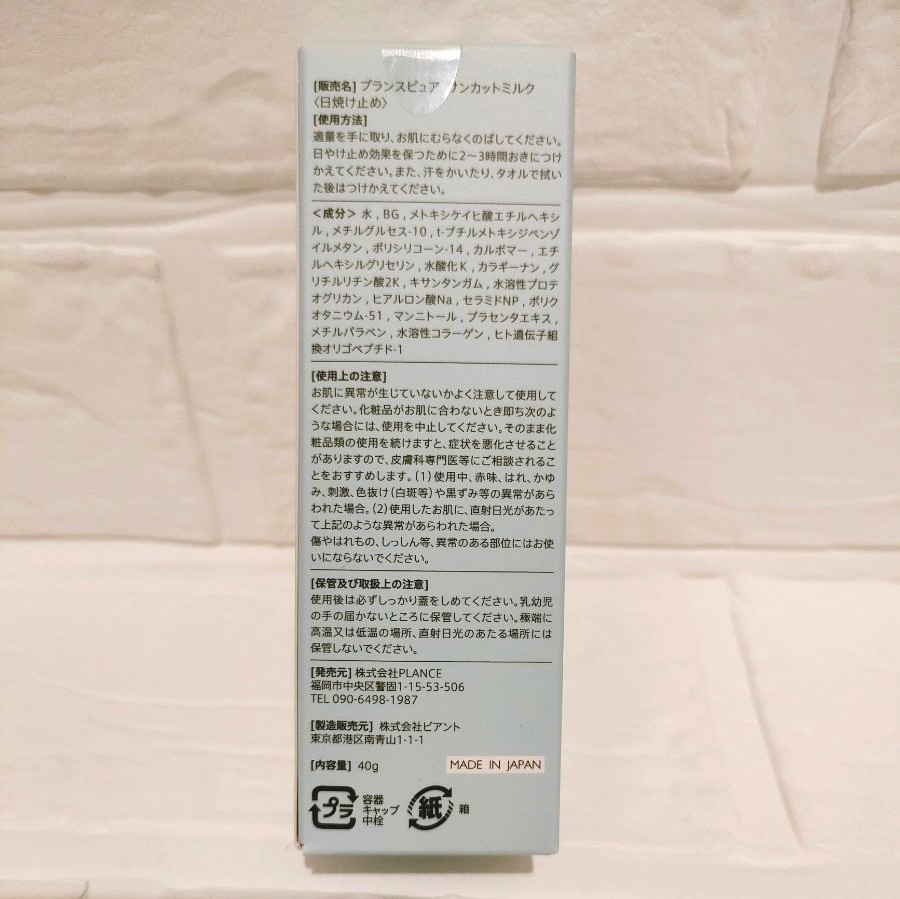 [販売名] プランスピュア サンカットミルク
〈日焼け止め〉
[使用方法]
適量を手に取り、お肌にむらなくのばしてください。
日やけ止め効果を保つために2～3時間おきにつけ
かえてください。また、汗をかいたり、タオルで拭い
た後はつけかえてください。
＜成分＞ 水 , BG , メトキシケイヒ酸エチルヘキシ
ル , メチルグルセス-10 , t-ブチルメトキシジベンゾ
イルメタン , ポリシリコーン-14 , カルボマー , エチ
ルヘキシルグリセリン , 水酸化K , カラギーナン , グ
リチルリチン酸2K , キサンタンガム , 水溶性プロテ
オグリカン , ヒアルロン酸Na , セラミドNP , ポリク
オタニウム-51 , マンニトール , プラセンタエキス ,
メチルパラベン , 水溶性コラーゲン , ヒト遺伝子組
換オリゴペプチド-1
[使用上の注意]
お肌に異常が生じていないかよく注意して使用して
ください。化粧品がお肌に合わないとき即ち次のよ
うな場合には、使用を中止してください。そのまま化
粧品類の使用を続けますと、症状を悪化させること
がありますので、皮膚科専門医等にご相談されるこ
とをおすすめします。(1)使用中、赤味、はれ、かゆ
み、刺激、色抜け(白斑等)や黒ずみ等の異常があら
われた場合。(2)使用したお肌に、直射日光があたっ
て上記のような異常があらわれた場合。
傷やはれもの、しっしん等、異常のある部位にはお使
いにならないでください。
[保管及び取扱上の注意]
使用後は必ずしっかり蓋をしめてください。乳幼児
の手の届かないところに保管してください。極端に
高温又は低温の場所、直射日光のあたる場所には
保管しないでください。
[発売元] 株式会社PLANCE
福岡市中央区警固1-15-53-506
TEL 090-6498-1987
[製造販売元] 株式会社ビアント
東京都港区南青山1-1-1
[内容量] 40g
MADE IN JAPAN
プラ
容器
キャップ
中栓
紙
箱